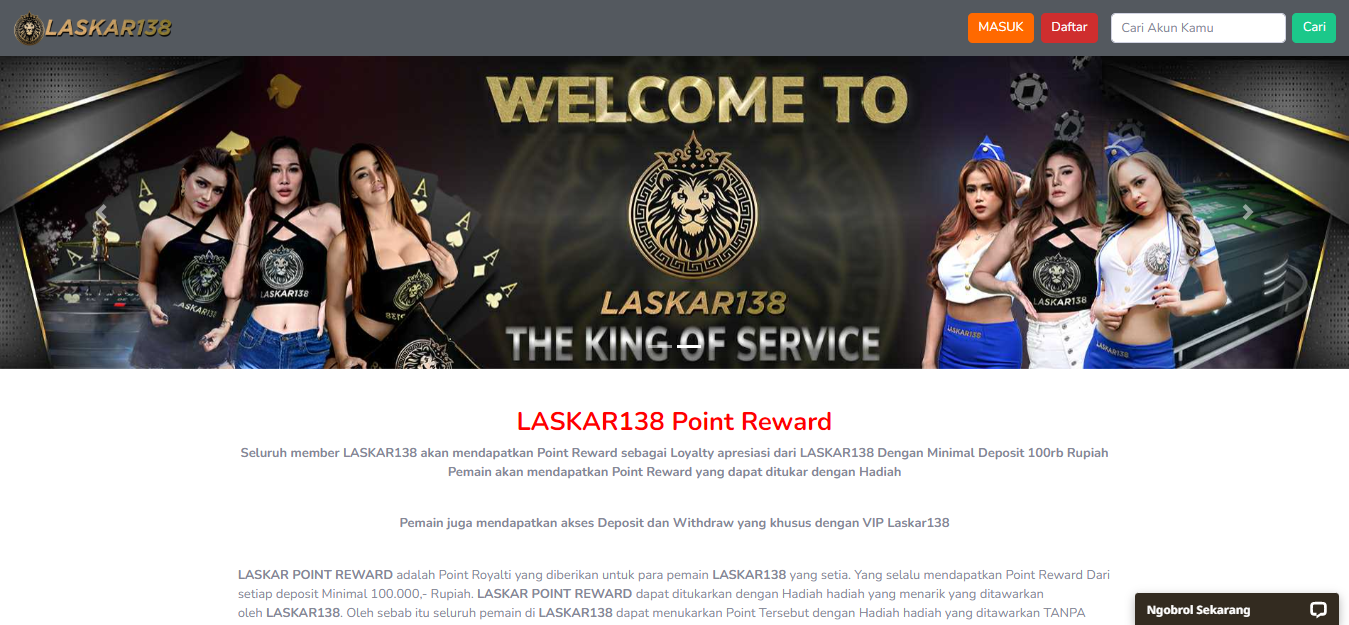 LASKAR138
MASUK
Daftar
Cari Akun Kamu
Cari
WELCOME TO
A
A
A
A
A
A
LASKAR138
LASKAR138
LASKAR138
LASKAR138
LASKAR138
LASKAR138
LASKAR138
THE KING OF SERVICE
LASKAR138 Point Reward
Seluruh member LASKAR138 akan mendapatkan Point Reward sebagai Loyalty apresiasi dari LASKAR138 Dengan Minimal Deposit 100rb Rupiah
Pemain akan mendapatkan Point Reward yang dapat ditukar dengan Hadiah
Pemain juga mendapatkan akses Deposit dan Withdraw yang khusus dengan VIP Laskar138
LASKAR POINT REWARD adalah Point Royalti yang diberikan untuk para pemain LASKAR138 yang setia. Yang selalu mendapatkan Point Reward Dari
setiap deposit Minimal 100.000,- Rupiah. LASKAR POINT REWARD dapat ditukarkan dengan Hadiah hadiah yang menarik yang ditawarkan
oleh LASKAR138. Oleh sebab itu seluruh pemain di LASKAR138 dapat menukarkan Point Tersebut dengan Hadiah hadiah yang ditawarkan TANPA
Ngobrol Sekarang